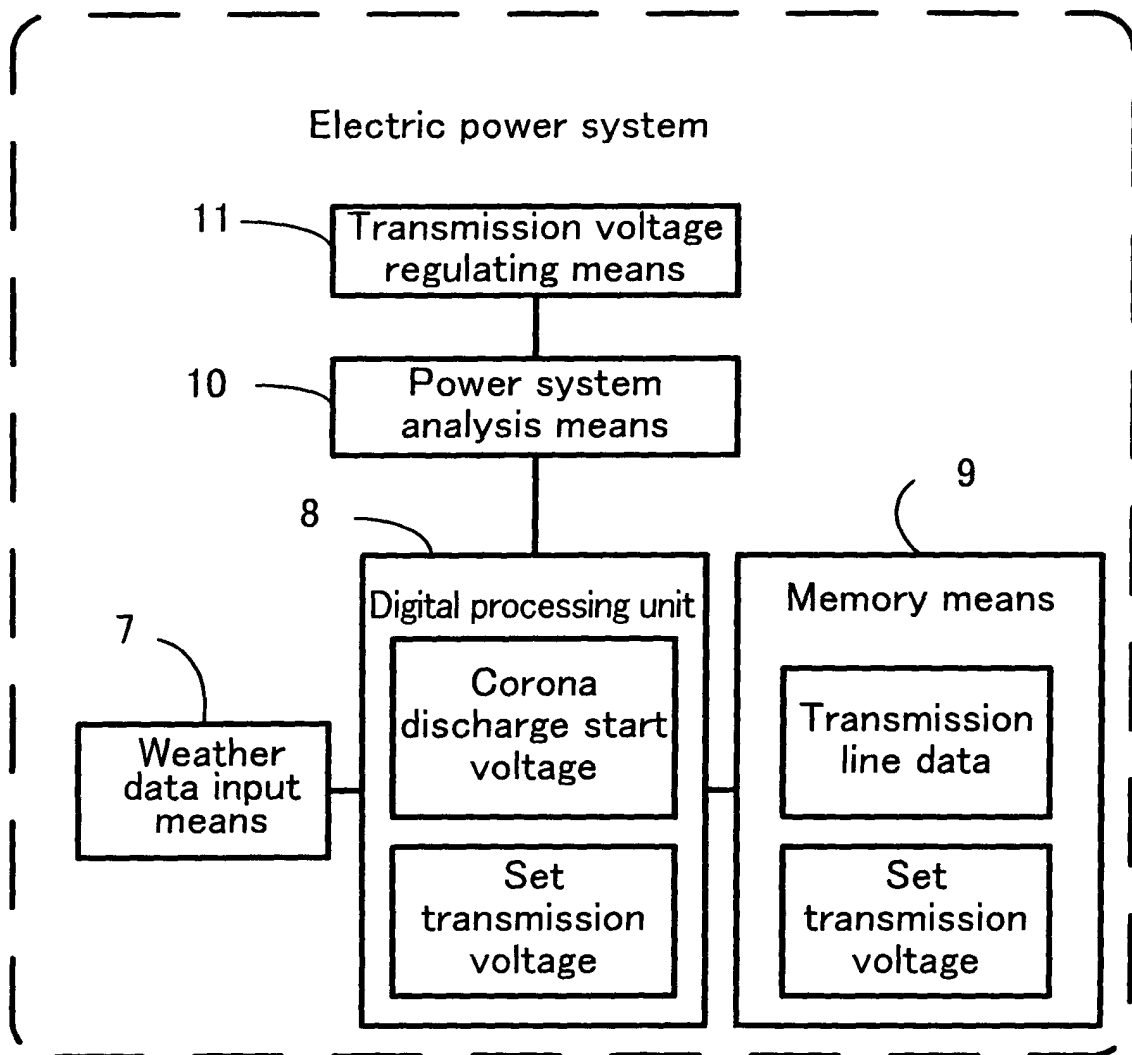 Electric power system
11
Transmission voltage
regulating means
10
Power system
analysis means
9
8
Digital processing unit
Memory means
7
Corona
discharge start
voltage
Transmission
line data
Weather
data input
means
Set
transmission
voltage
Set
transmission
voltage